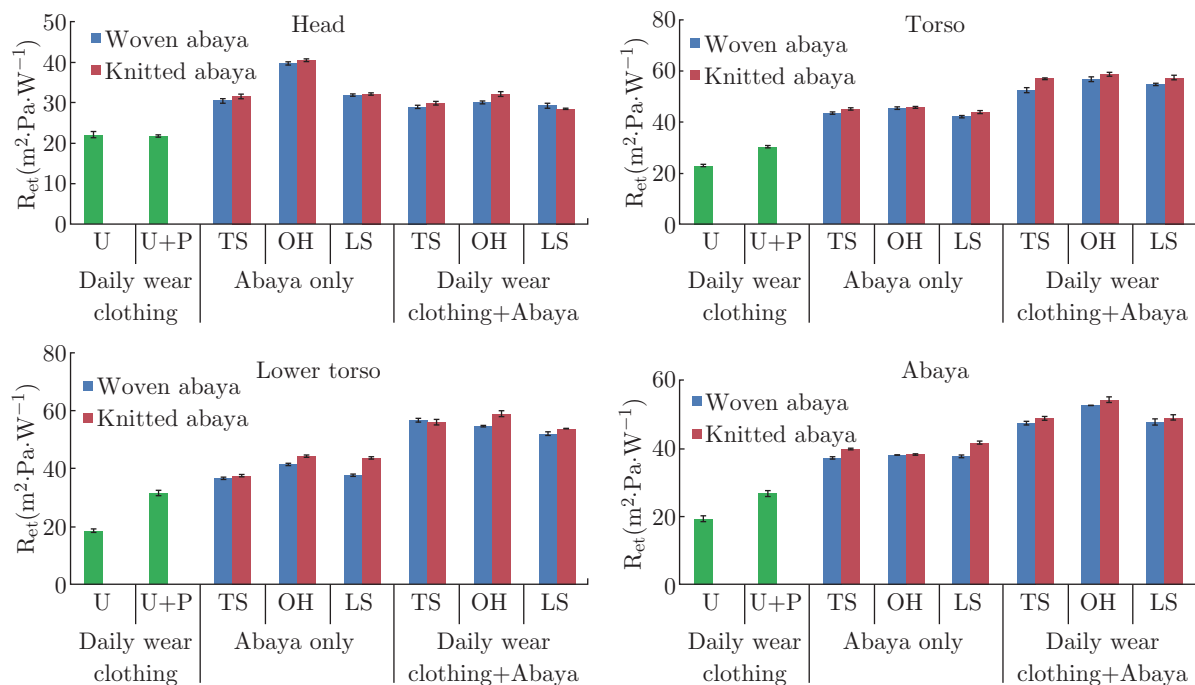 Head
Woven abaya
Knitted abaya
R_et(m²·Pa·W⁻¹)
50
40
30
20
10
0
U U+P TS OH LS TS OH LS
Daily wear Abaya only Daily wear
clothing clothing+Abaya
Torso
Woven abaya
Knitted abaya
R_et(m²·Pa·W⁻¹)
80
60
40
20
0
U U+P TS OH LS TS OH LS
Daily wear Abaya only Daily wear
clothing clothing+Abaya
Lower torso
Woven abaya
Knitted abaya
R_et(m²·Pa·W⁻¹)
80
60
40
20
0
U U+P TS OH LS TS OH LS
Daily wear Abaya only Daily wear
clothing clothing+Abaya
Abaya
Woven abaya
Knitted abaya
R_et(m²·Pa·W⁻¹)
60
40
20
0
U U+P TS OH LS TS OH LS
Daily wear Abaya only Daily wear
clothing clothing+Abaya